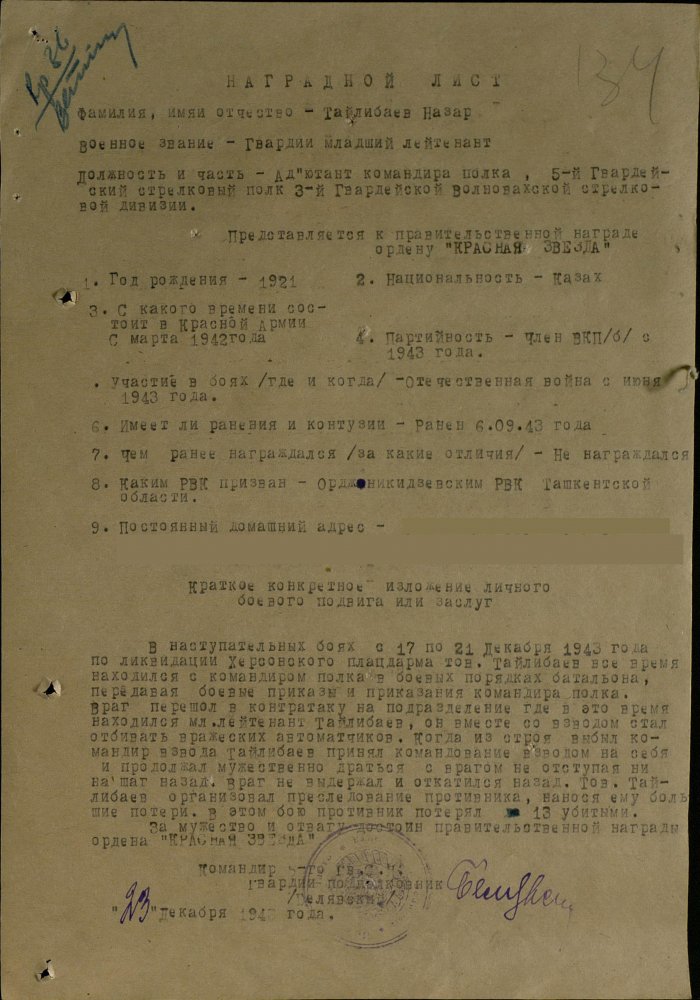 134
НАГРАДНОЙ ЛИСТ
Фамилия, имяи отчество - Тайлибаев Назар
Военное звание - Гвардии младший лейтенант
Должность и часть - Ад"ютант командира полка, 5-й Гвардей-
ский стрелковый полк 3-й Гвардейской Волновахской стрелко-
вой дивизии.
Представляется к правительственной награде
ордену "КРАСНАЯ ЗВЕЗДА"
1. Год рождения - 1921
2. Национальность - Казах
3. С какого времени сос-
тоит в Красной Армии
С марта 1942года
4. Партийность - член ВКП/б/ с
1943 года.
. Участие в боях /где и когда/ -Отечественная война с июня
1943 года.
6. Имеет ли ранения и контузии - Ранен 6.09.43 года
7. чем ранее награждался /за какие отличия/ - Не награждался
8. Каким РВК призван - Орджоникидзевским РВК Ташкентской
области.
9. Постоянный домашний адрес -
Краткое конкретное изложение личного
боевого подвига или заслуг
В наступательных боях с 17 по 21 Декабря 1943 года
по ликвидации Херсонского плацдарма тов. Тайлибаев все время
находился с командиром полка в боевых порядках батальона,
передавая боевые приказы и приказания командира полка.
Враг перешол в контратаку на подразделение где в это время
находился мл.лейтенант Тайлибаев, он вместе со взводом стал
отбивать вражеских автоматчиков. Когда из строя выбыл ко-
мандир взвода Тайлибаев принял командование взводом на себя
и продолжал мужественно драться с врагом не отступая ни
на шаг назад. Враг не выдержал и откатился назад. Тов. Тай-
либаев организовал преследование противника, нанося ему боль
шие потери. в этом бою противник потерял 13 убитыми.
За мужество и отвагу достоин правительственной награды
ордена "КРАСНАЯ ЗВЕЗДА"
Командир 5-го гв.с.п.
Гвардии подполковник
/Белявский/
"23"Декабря 1943 года.